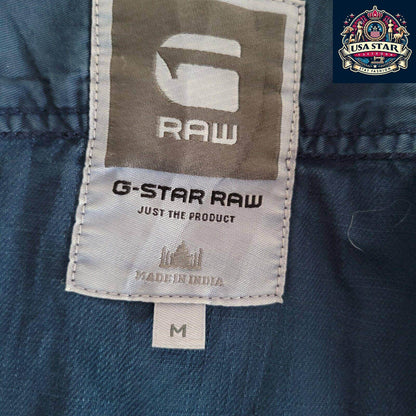 USA STAR
RAW
G-STAR RAW
JUST THE PRODUCT
MADE IN INDIA
M